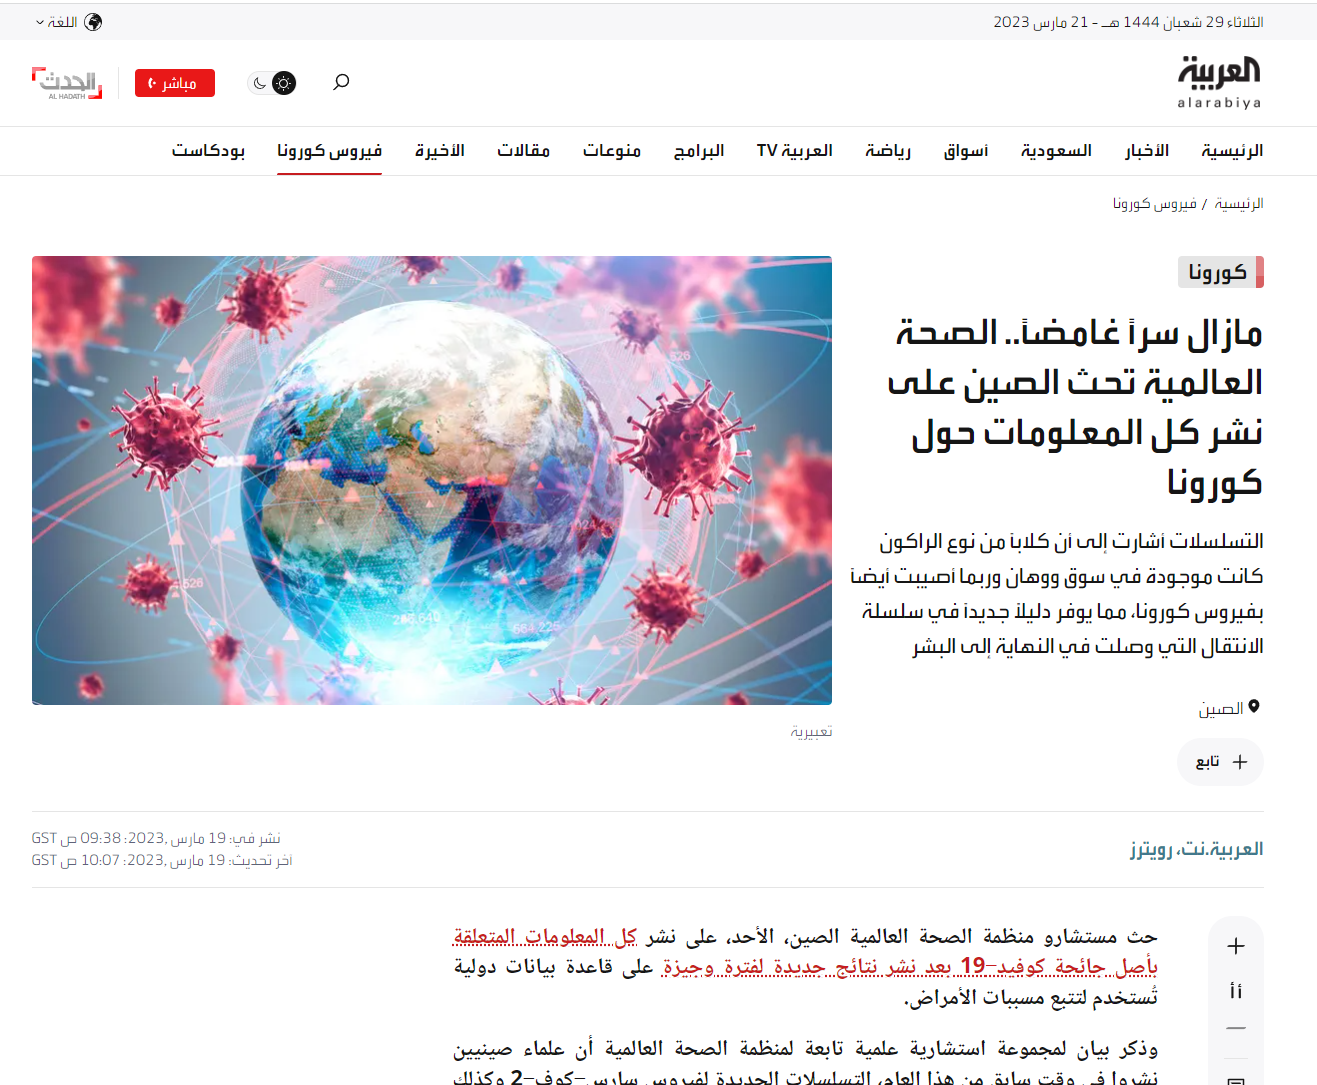 الثلاثاء 29 شعبان 1444 هـ - 21 مارس 2023
اللغة
العربية
alarabiya
مباشر
الحدث
AL HADATH
الرئيسية الأخبار السعودية أسواق رياضة العربية TV البرامج منوعات مقالات الأخيرة فيروس كورونا بودكاست
الرئيسية / فيروس كورونا
كورونا
مازال سراً غامضاً.. الصحة
العالمية تحث الصين على
نشر كل المعلومات حول
كورونا
التسلسلات أشارت إلى أن كلابا من نوع الراكون
كانت موجودة في سوق ووهان وربما أصيبت أيضاً
بفيروس كورونا، مما يوفر دليلاً جديداً في سلسلة
الانتقال التي وصلت في النهاية إلى البشر
الصين
+ تابع
526
526
265.640
664.225
تعبيرية
العربية.نت، رويترز
نشر في: 19 مارس ,2023: 09:38 ص GST
آخر تحديث: 19 مارس ,2023: 10:07 ص GST
+
أأ
حث مستشارو منظمة الصحة العالمية الصين، الأحد، على نشر كل المعلومات المتعلقة
بأصل جائحة كوفيد-19 بعد نشر نتائج جديدة لفترة وجيزة على قاعدة بيانات دولية
تُستخدم لتتبع مسببات الأمراض.
وذكر بيان لمجموعة استشارية علمية تابعة لمنظمة الصحة العالمية أن علماء صينيين
نشروا في وقت سابق من هذا العام، التسلسلات الجديدة لفيروس سارس-كوف-2 وكذلك